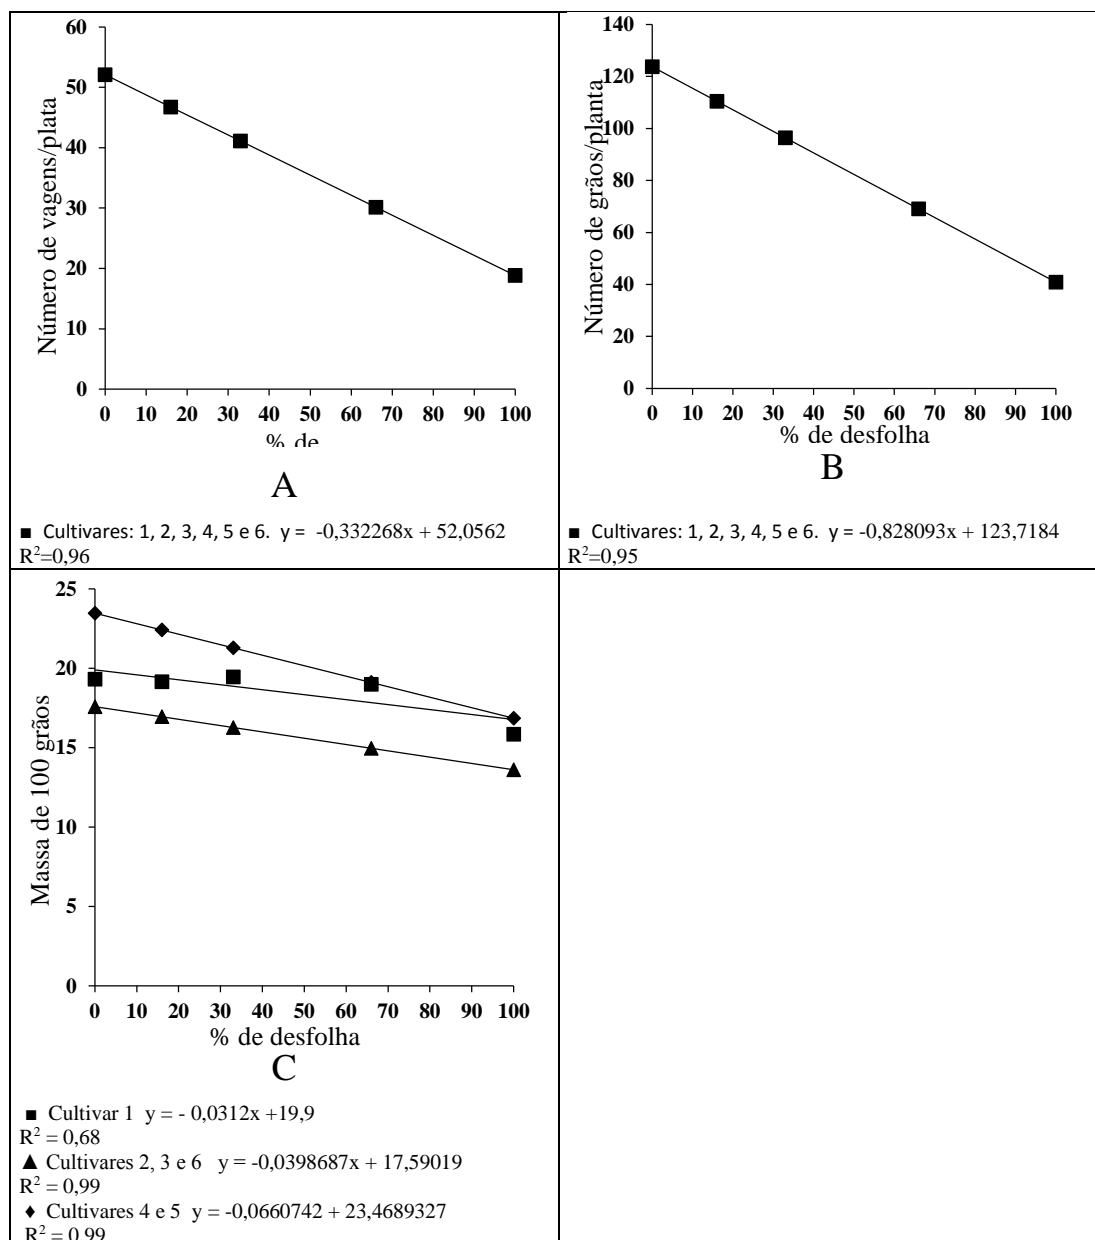 60
50
40
30
20
10
0
Número de vagens/plata
0 10 20 30 40 50 60 70 80 90 100
% de
A
■ Cultivares: 1, 2, 3, 4, 5 e 6. y = -0,332268x + 52,0562
R²=0,96
140
120
100
80
60
40
20
0
Número de grãos/planta
0 10 20 30 40 50 60 70 80 90 100
% de desfolha
B
■ Cultivares: 1, 2, 3, 4, 5 e 6. y = -0,828093x + 123,7184
R²=0,95
25
20
15
10
5
0
Massa de 100 grãos
0 10 20 30 40 50 60 70 80 90 100
% de desfolha
C
■ Cultivar 1 y = - 0,0312x +19,9
R² = 0,68
▲ Cultivares 2, 3 e 6 y = -0,0398687x + 17,59019
R² = 0,99
♦ Cultivares 4 e 5 y = -0,0660742 + 23,4689327
R² = 0,99